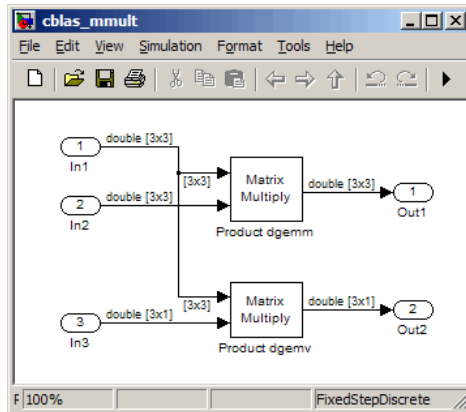 cblas_mmult
File Edit View Simulation Format Tools Help
double [3x3]
1
In1
[3x3]
Matrix
Multiply
double [3x3]
1
Out1
2
double [3x3]
In2
Product dgemm
[3x3]
Matrix
Multiply
double [3x1]
2
Out2
3
double [3x1]
In3
Product dgemv
F 100% FixedStepDiscrete